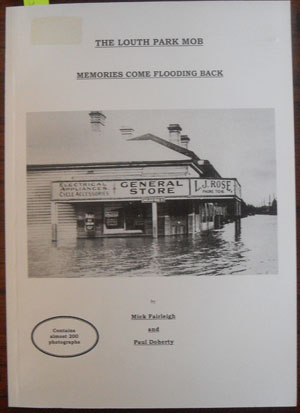 THE LOUTH PARK MOB
MEMORIES COME FLOODING BACK
ELECTRICAL
APPLIANCES
CYCLE ACCESSORIES
GENERAL
STORE
L.J. ROSE.
by
Mick Fairleigh
and
Paul Doherty
Contains
almost 200
photographs